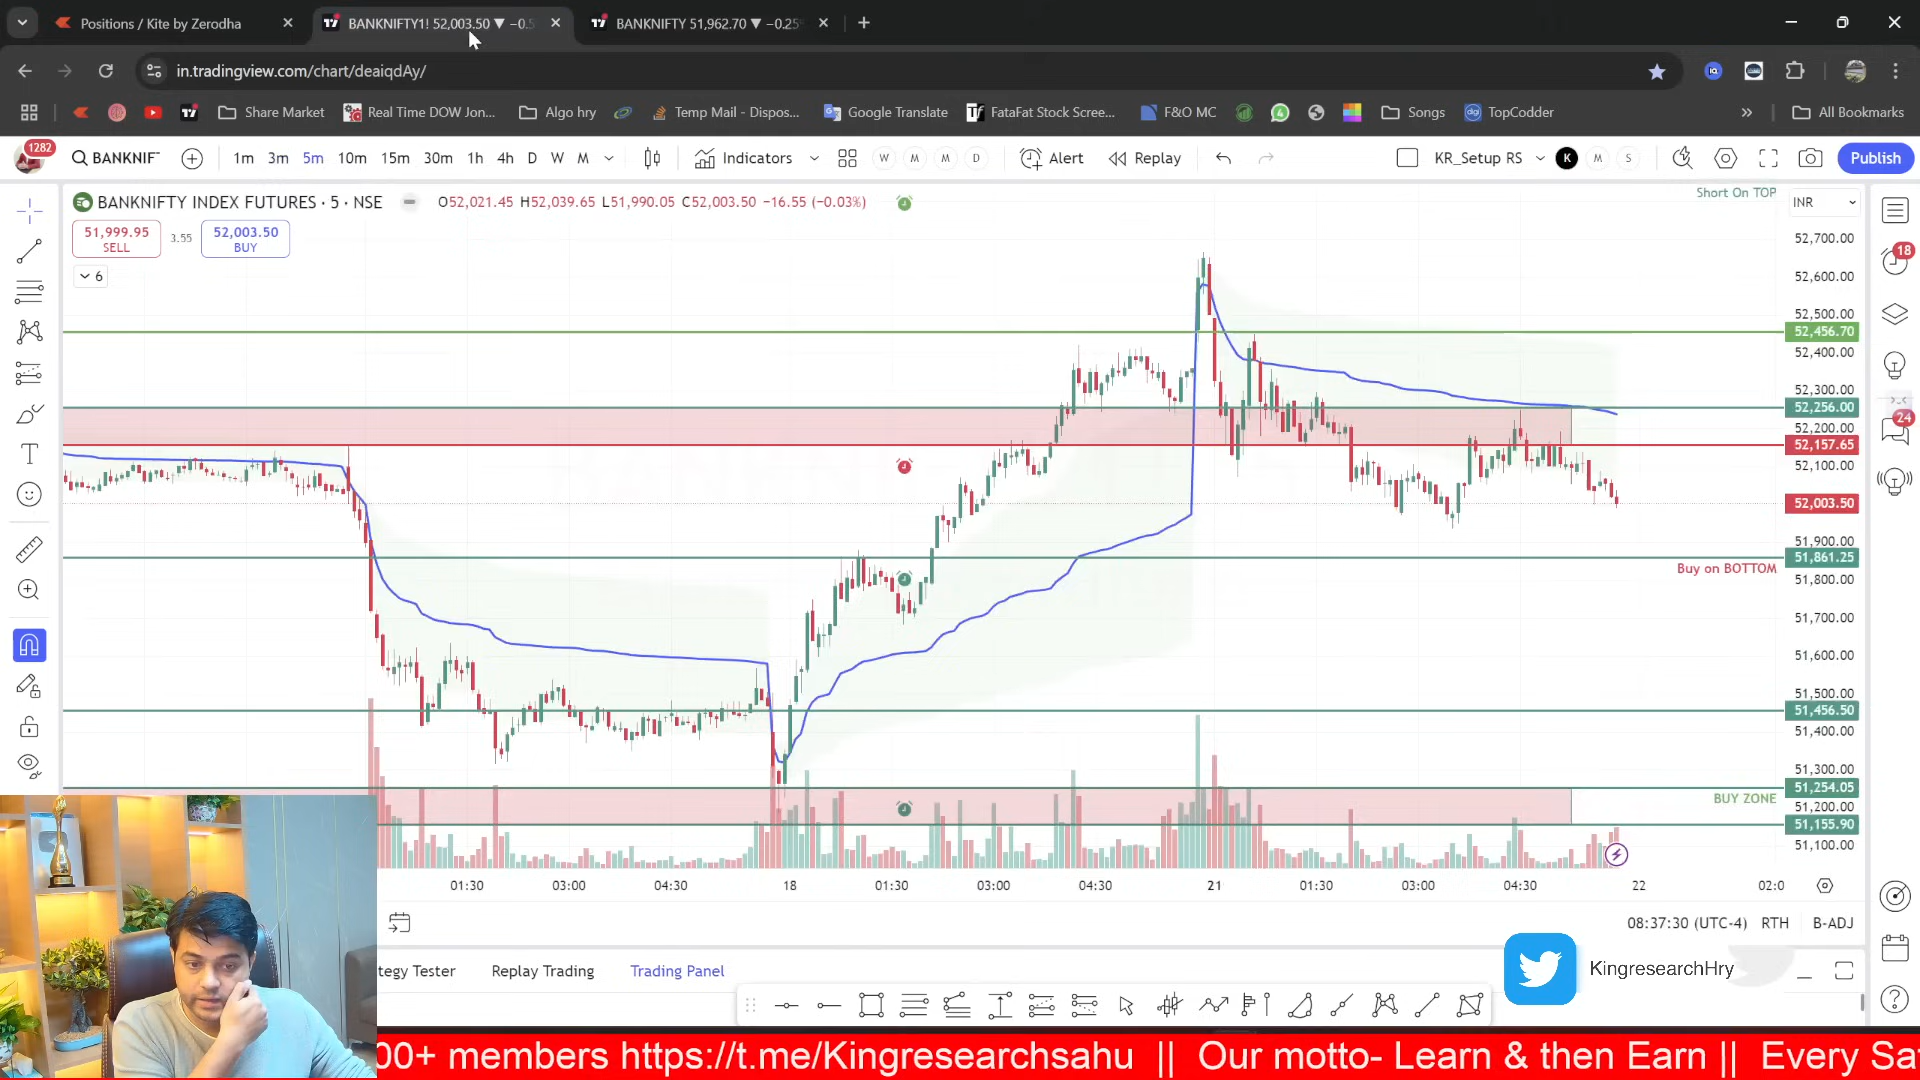 Positions / Kite by Zerodha
BANKNIFTY1! 52,003.50 ▼ −0.5
BANKNIFTY 51,962.70 ▼ −0.25
in.tradingview.com/chart/deaiqdAy/
Share Market
Real Time DOW Jon...
Algo hry
Temp Mail - Dispos...
Google Translate
FataFat Stock Scree...
F&O MC
Songs
TopCoder
All Bookmarks
1282
BANKNIF
1m 3m 5m 10m 15m 30m 1h 4h D W M
Indicators
W M M D
Alert
Replay
KR_Setup RS
K M S
Publish
BANKNIFTY INDEX FUTURES · 5 · NSE
O52,021.45 H52,039.65 L51,990.05 C52,003.50 −16.55 (−0.03%)
Short On TOP
INR
51,999.95
SELL
3.55
52,003.50
BUY
6
18
24
52,700.00
52,600.00
52,500.00
52,456.70
52,400.00
52,300.00
52,256.00
52,200.00
52,157.65
52,100.00
52,003.50
51,900.00
51,861.25
Buy on BOTTOM
51,800.00
51,700.00
51,600.00
51,500.00
51,456.50
51,400.00
51,300.00
51,254.05
BUY ZONE
51,200.00
51,155.90
51,100.00
01:30 03:00 04:30 18 01:30 03:00 04:30 21 01:30 03:00 04:30 22 02:0
08:37:30 (UTC-4) RTH B-ADJ
tegy Tester
Replay Trading
Trading Panel
KingresearchHry
00+ members https://t.me/Kingresearchsahu || Our motto- Learn & then Earn || Every Sa